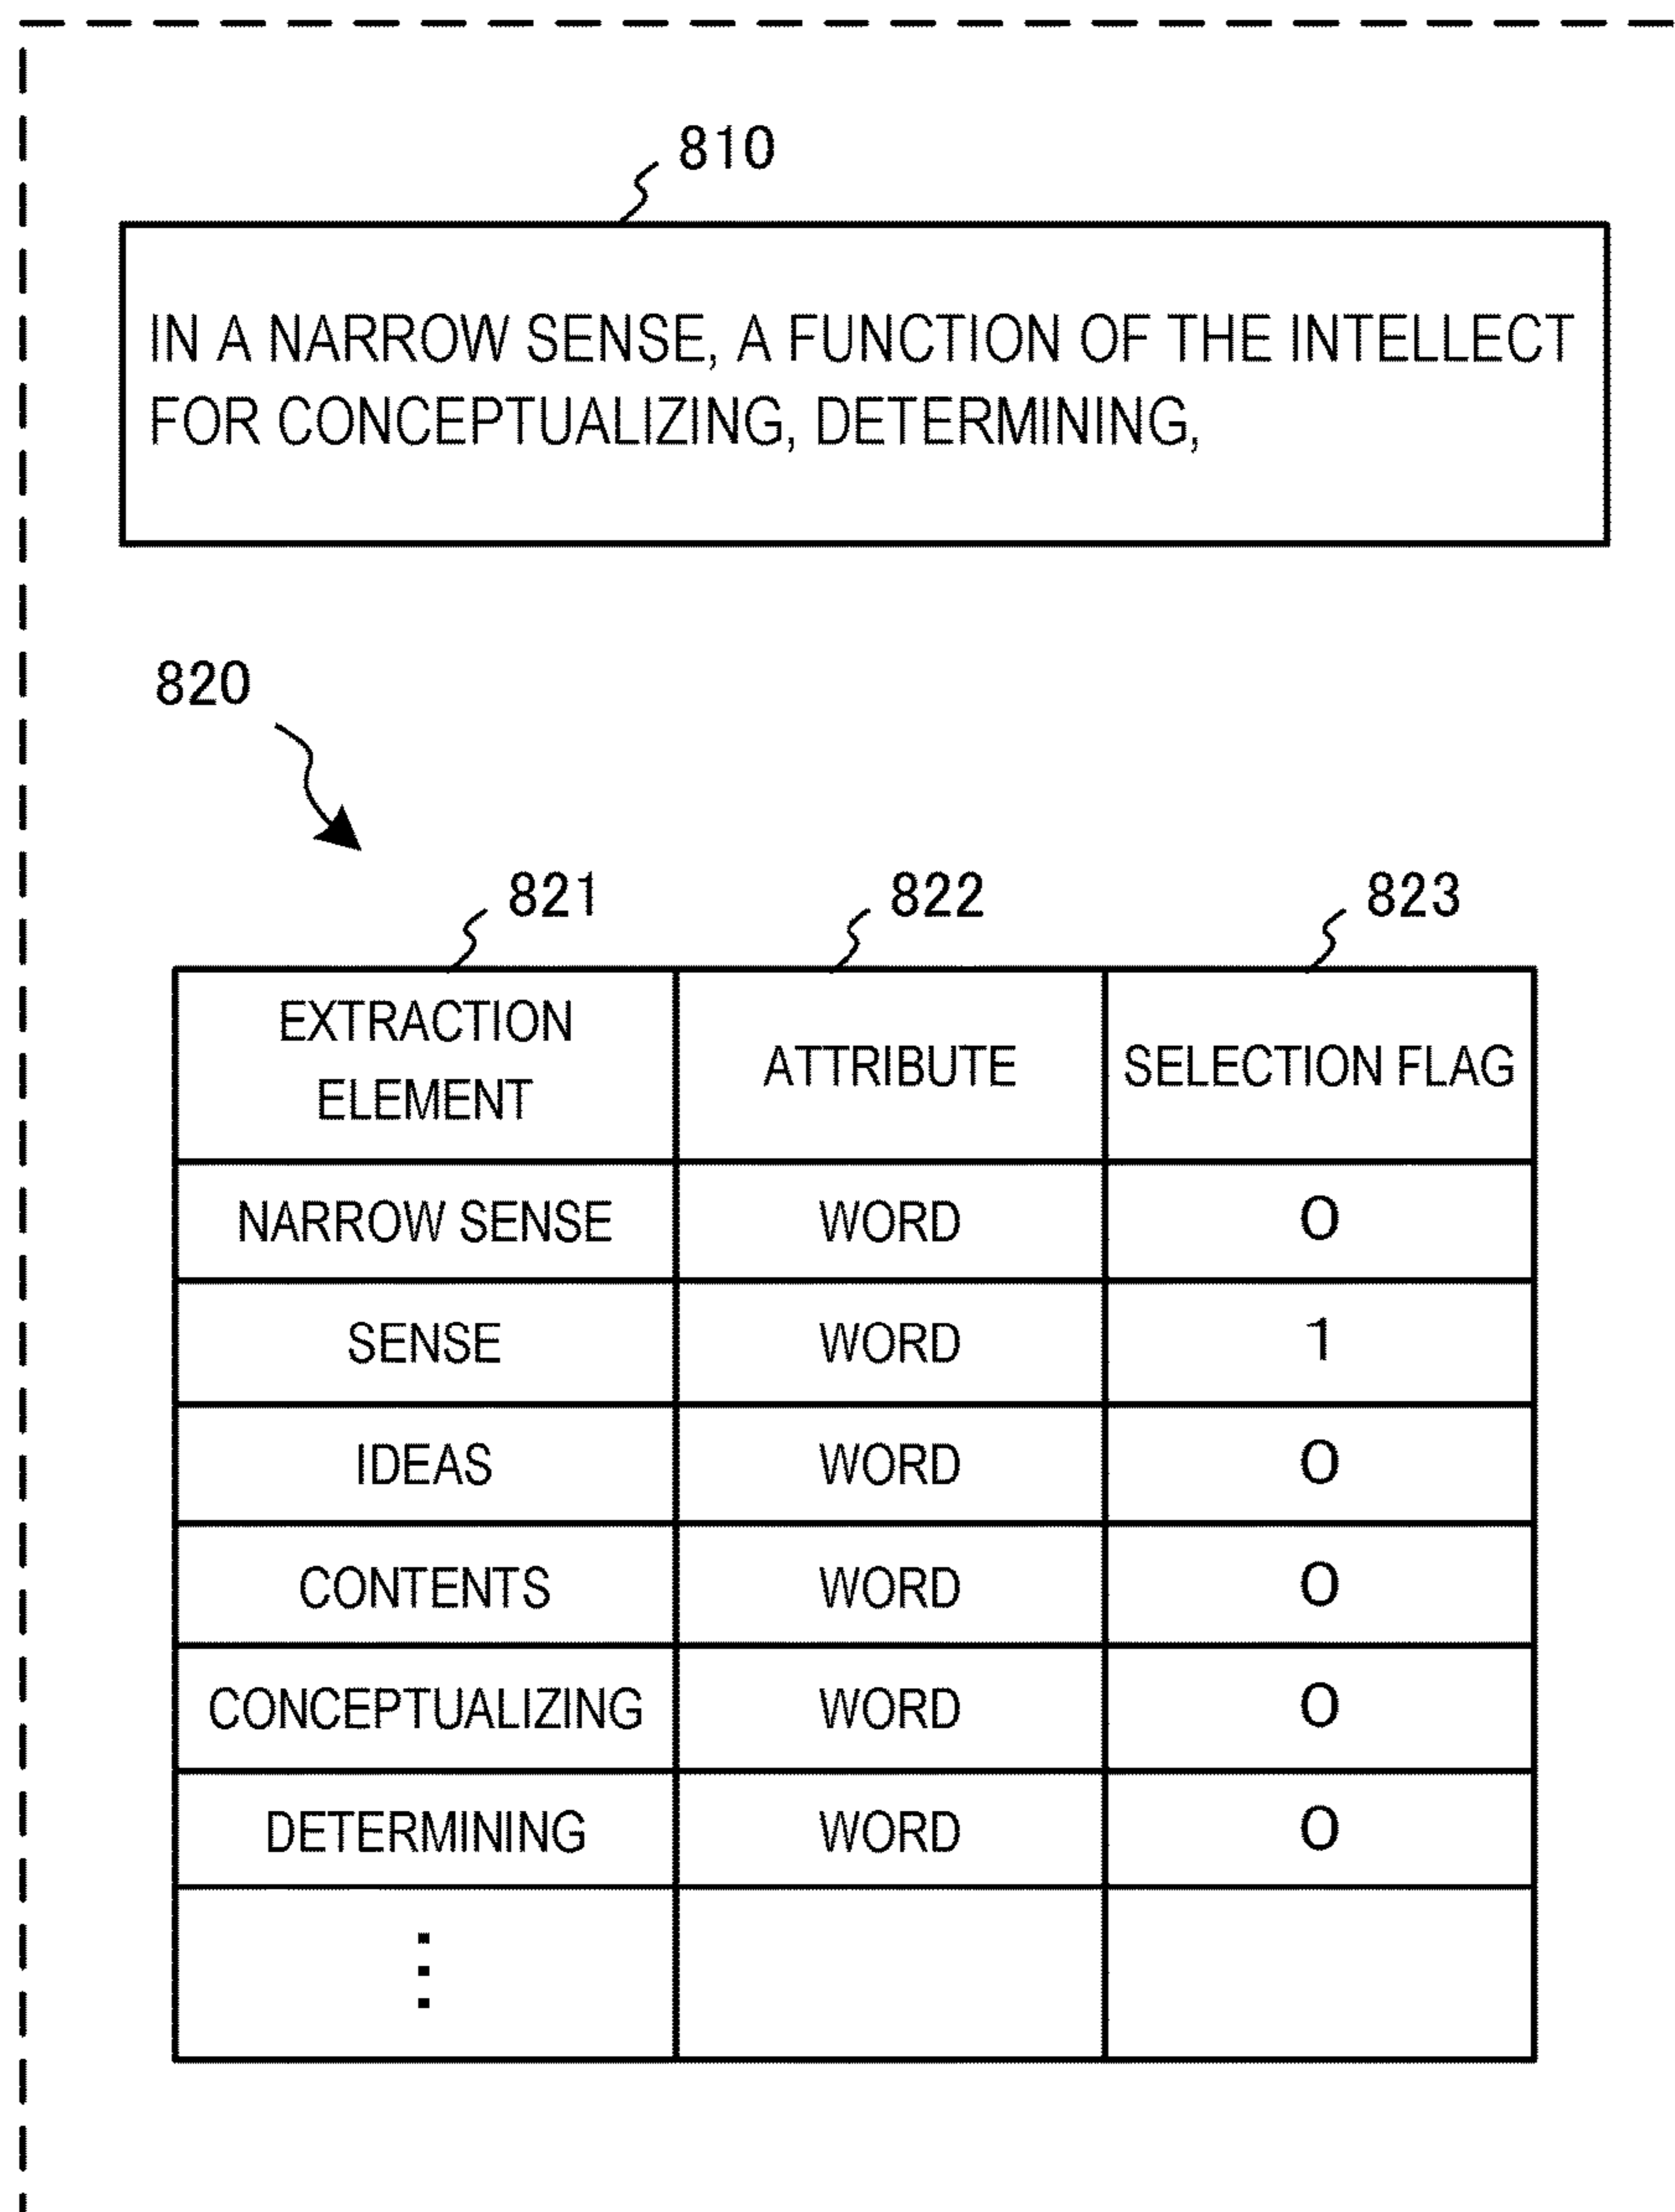 810
IN A NARROW SENSE, A FUNCTION OF THE INTELLECT
FOR CONCEPTUALIZING, DETERMINING,
820
821 822 823
EXTRACTION ELEMENT ATTRIBUTE SELECTION FLAG
NARROW SENSE WORD 0
SENSE WORD 1
IDEAS WORD 0
CONTENTS WORD 0
CONCEPTUALIZING WORD 0
DETERMINING WORD 0
⋮